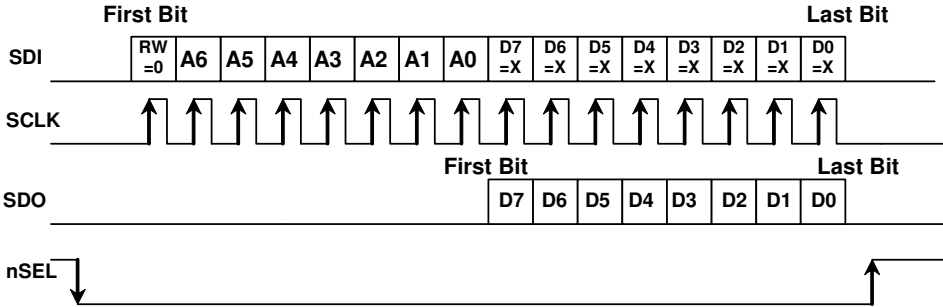 First Bit Last Bit
SDI RW =0 A6 A5 A4 A3 A2 A1 A0 D7 =X D6 =X D5 =X D4 =X D3 =X D2 =X D1 =X D0 =X
SCLK
First Bit Last Bit
SDO D7 D6 D5 D4 D3 D2 D1 D0
nSEL